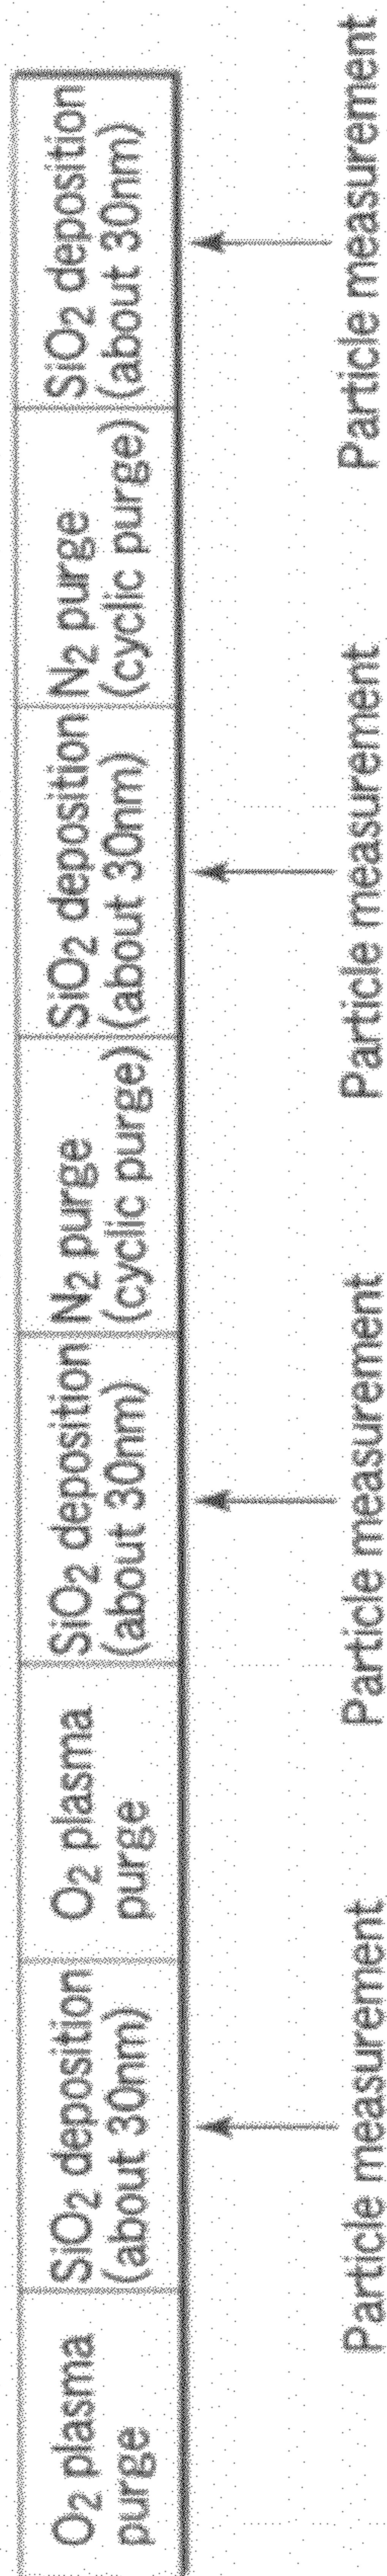 O2 plasma
purge
SiO2 deposition
(about 30nm)
O2 plasma
purge
SiO2 deposition
(about 30nm)
N2 purge
(cyclic purge)
SiO2 deposition
(about 30nm)
N2 purge
(cyclic purge)
SiO2 deposition
(about 30nm)
Particle measurement
Particle measurement
Particle measurement
Particle measurement